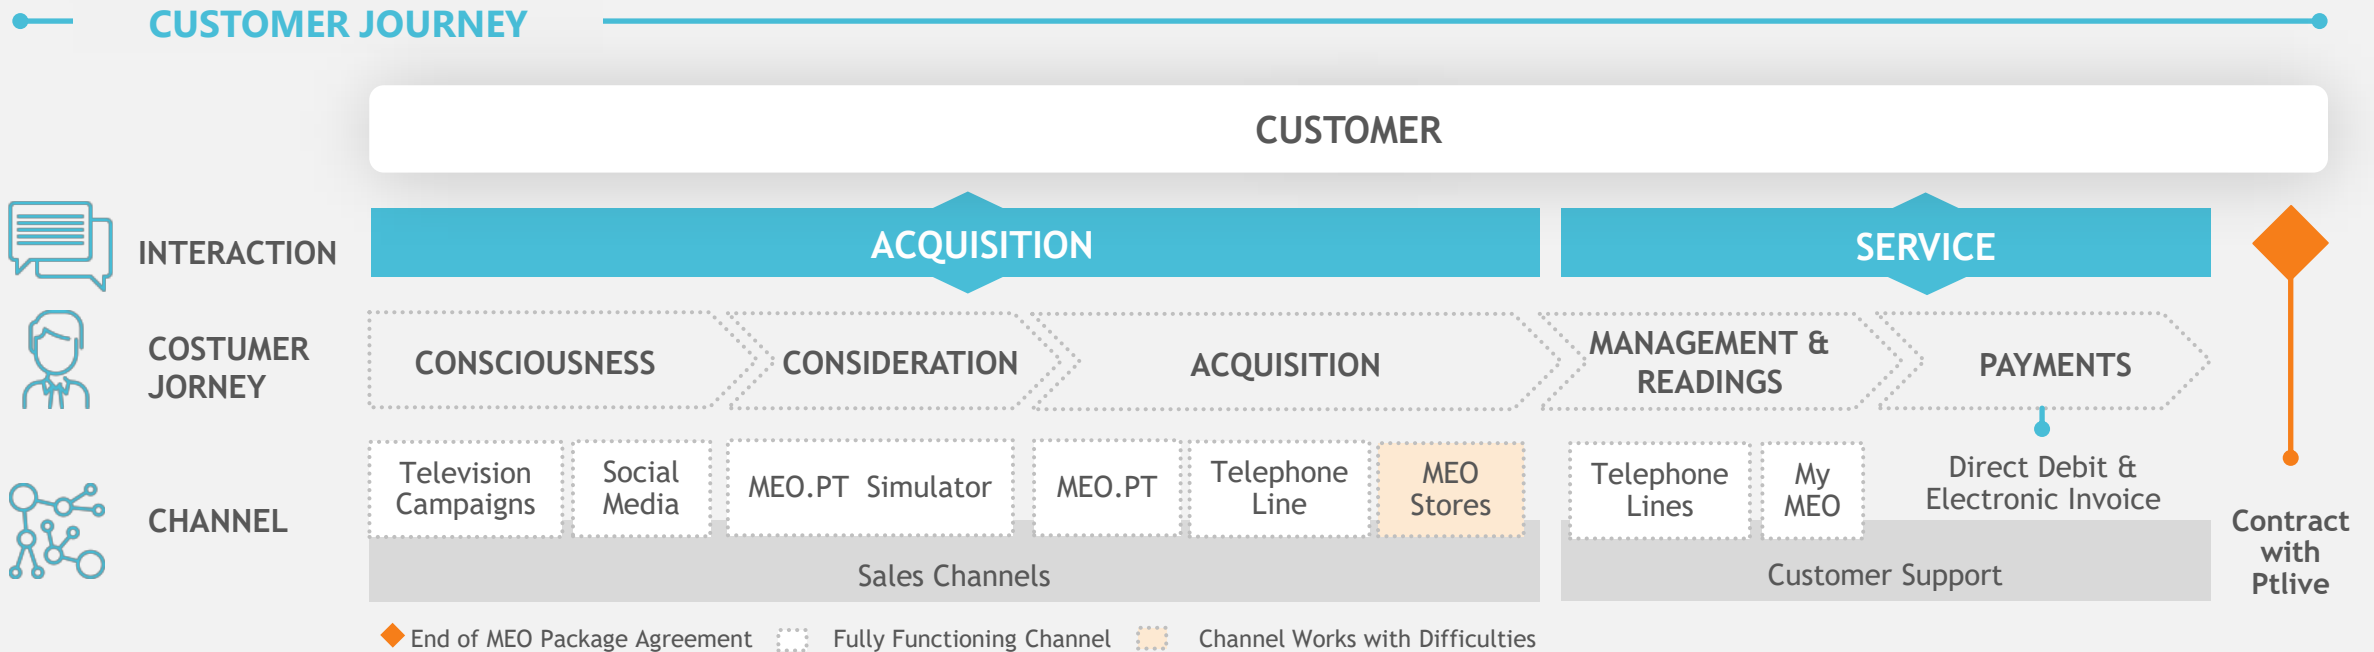 CUSTOMER JOURNEY
CUSTOMER
INTERACTION
ACQUISITION
SERVICE
COSTUMER
JORNEY
CONSCIOUSNESS
CONSIDERATION
ACQUISITION
MANAGEMENT &
READINGS
PAYMENTS
CHANNEL
Television
Campaigns
Social
Media
MEO.PT Simulator
MEO.PT
Telephone
Line
MEO
Stores
Telephone
Lines
My
MEO
Direct Debit &
Electronic Invoice
Sales Channels
Customer Support
Contract
with
Ptlive
End of MEO Package Agreement
Fully Functioning Channel
Channel Works with Difficulties